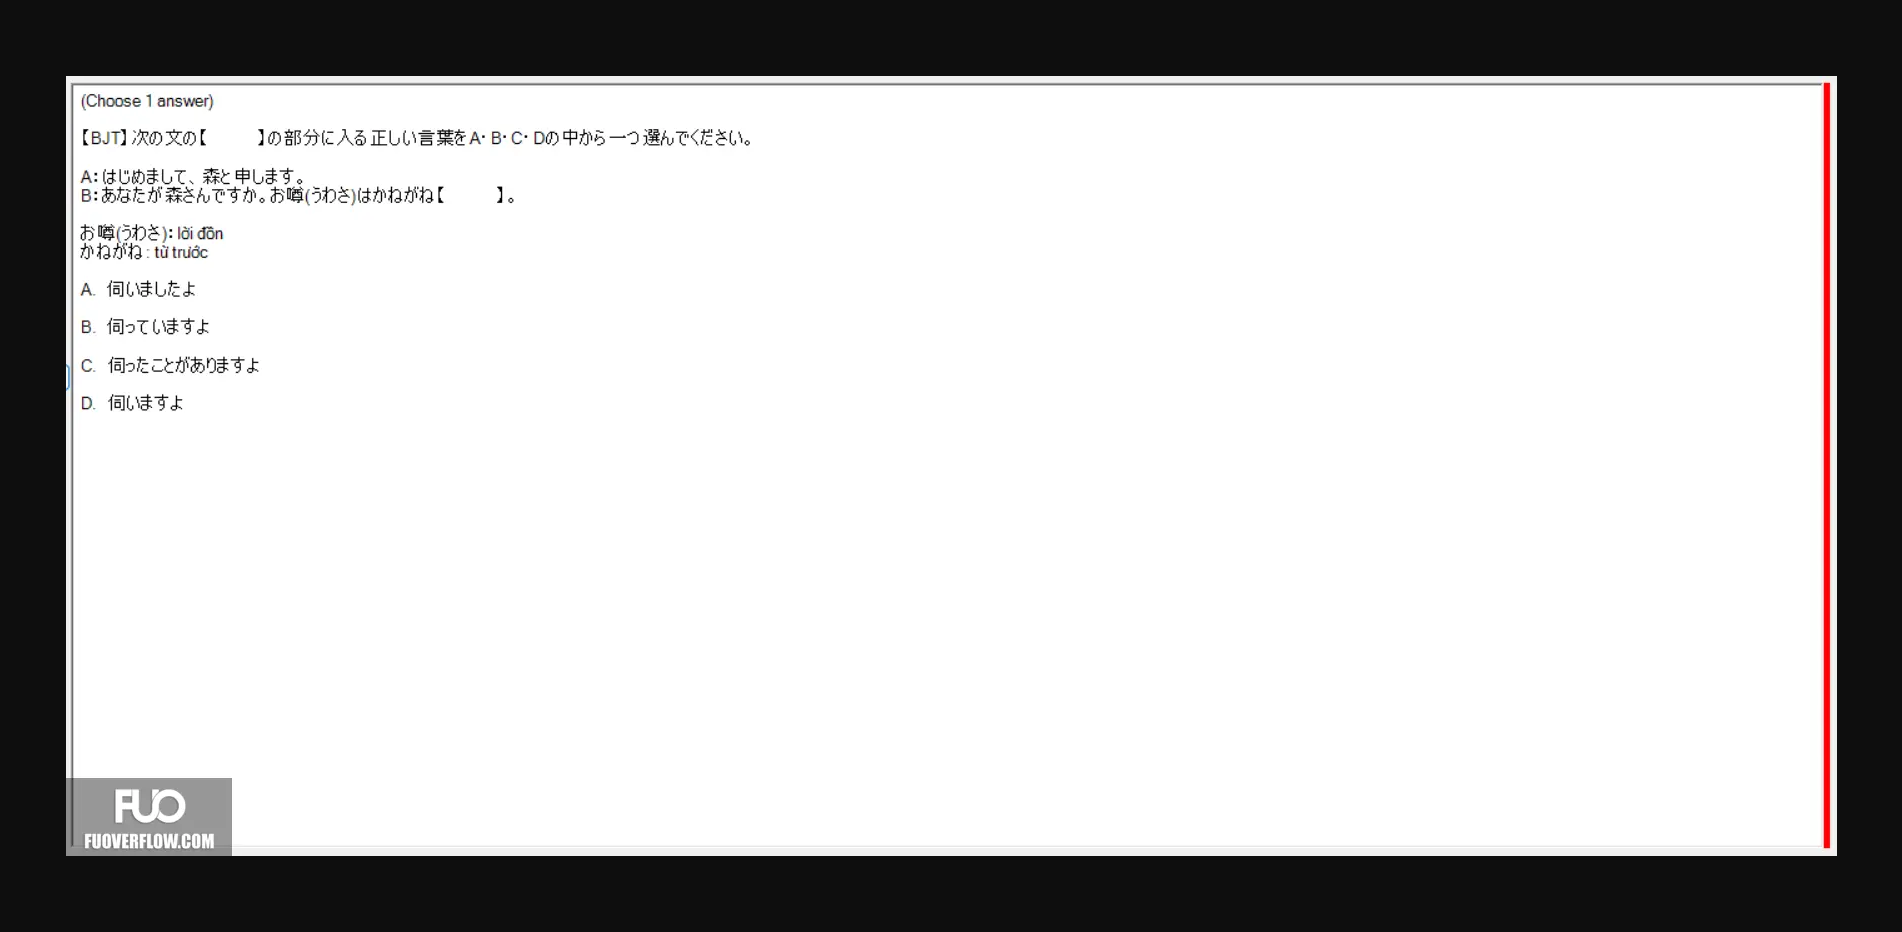 (Choose 1 answer)
【BJT】次の文の【　　　】の部分に入る正しい言葉をA・B・C・Dの中から一つ選んでください。
A：はじめまして、森と申します。
B：あなたが森さんですか。お噂(うわさ)はかねがね【　　　】。
お噂(うわさ)：lời đồn
かねがね : từ trước
A. 伺いましたよ
B. 伺っていますよ
C. 伺ったことがありますよ
D. 伺いますよ
FUO
FUOVERFLOW.COM